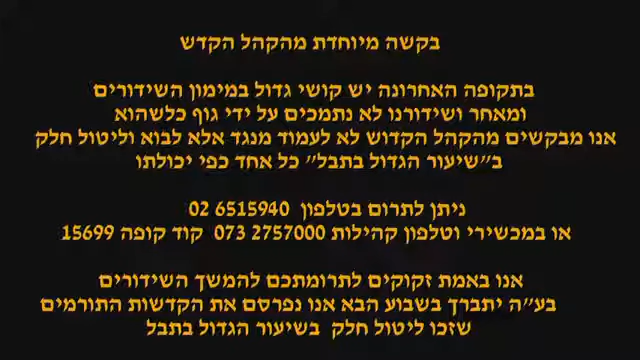 בקשה מיוחדת מהקהל הקדש
בתקופה האחרונה יש קושי גדול במימון השידורים
ומאחר ושידורנו לא נתמכים על ידי גוף כלשהוא
אנו מבקשים מהקהל הקדוש לא לעמוד מנגד אלא לבוא וליטול חלק
ב״שיעור הגדול בתבל״ כל אחד כפי יכולתו
ניתן לתרום בטלפון 02 6515940
או במכשירי וטלפון קהילות 073 2757000 קוד קופה 15699
אנו באמת זקוקים לתרומתכם להמשך השידורים
בע״ה יתברך בשבוע הבא אנו נפרסם את הקדשות התורמים
שזכו ליטול חלק בשיעור הגדול בתבל